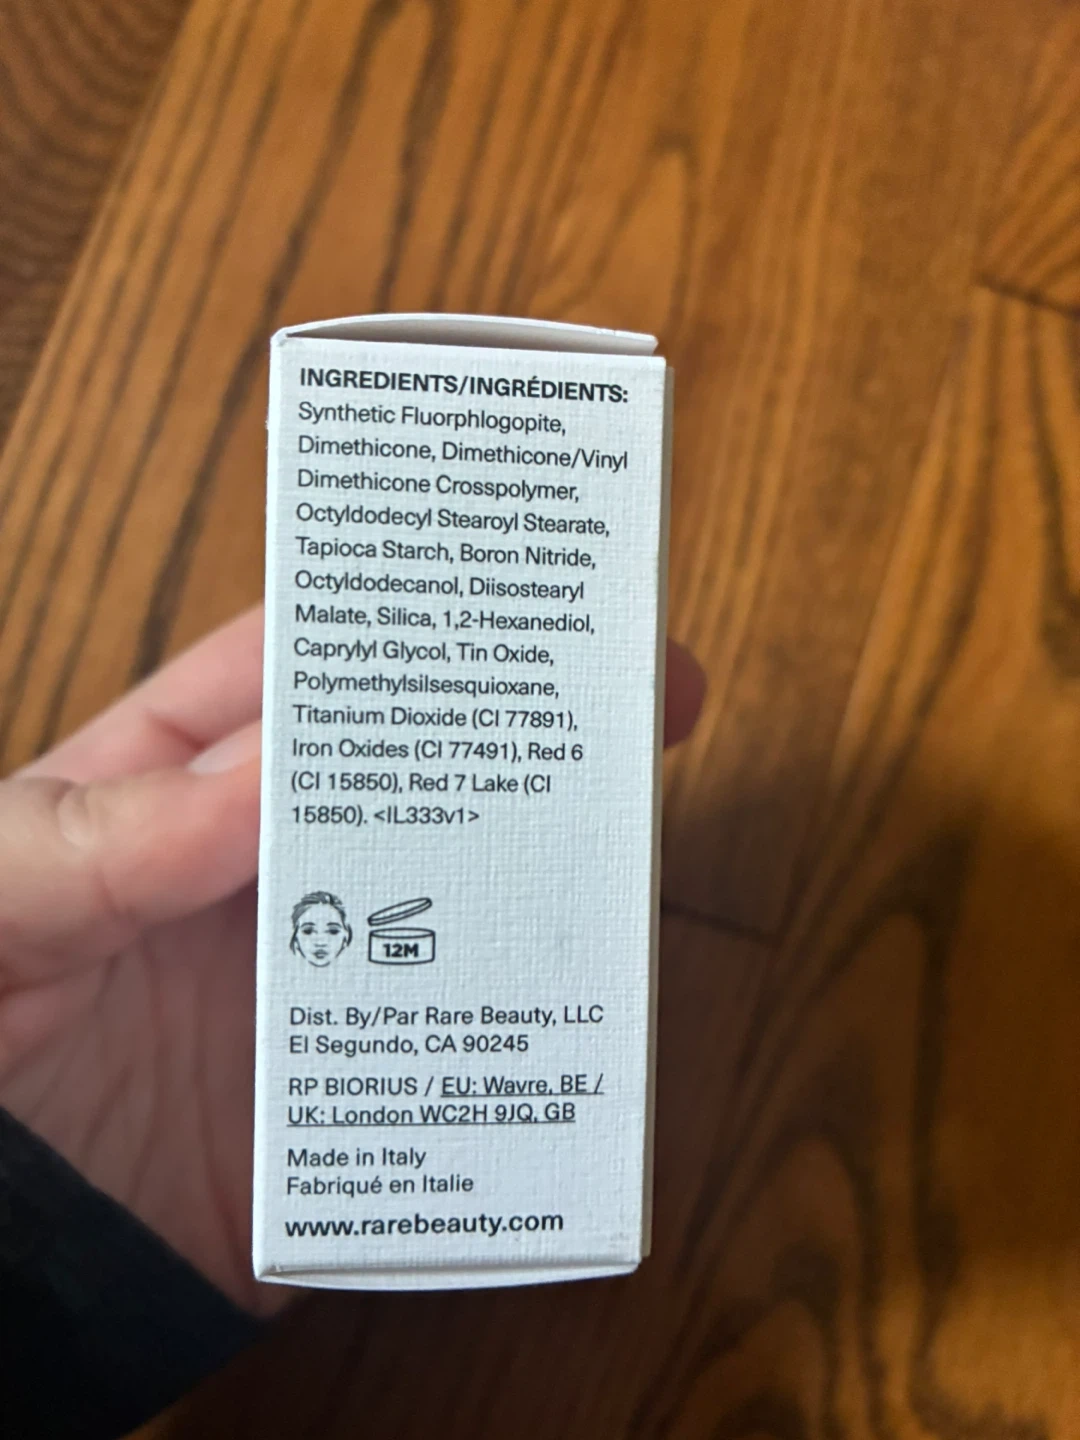 INGREDIENTS/INGRÉDIENTS:
Synthetic Fluorphlogopite,
Dimethicone, Dimethicone/Vinyl
Dimethicone Crosspolymer,
Octyldodecyl Stearoyl Stearate,
Tapioca Starch, Boron Nitride,
Octyldodecanol, Diisostearyl
Malate, Silica, 1,2-Hexanediol,
Caprylyl Glycol, Tin Oxide,
Polymethylsilsesquioxane,
Titanium Dioxide (CI 77891),
Iron Oxides (CI 77491), Red 6
(CI 15850), Red 7 Lake (CI
15850). <IL333v1>
12M
Dist. By/Par Rare Beauty, LLC
El Segundo, CA 90245
RP BIORIUS / EU: Wavre, BE /
UK: London WC2H 9JQ, GB
Made in Italy
Fabriqué en Italie
www.rarebeauty.com